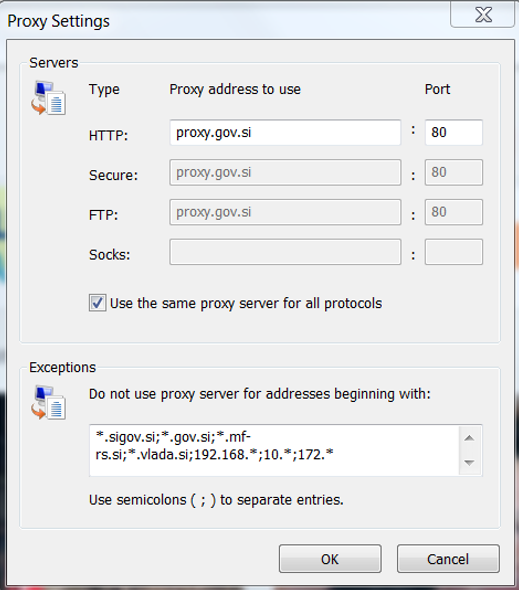 Proxy Settings
Servers
Type Proxy address to use Port
HTTP: proxy.gov.si : 80
Secure: proxy.gov.si : 80
FTP: proxy.gov.si : 80
Socks: :
Use the same proxy server for all protocols
Exceptions
Do not use proxy server for addresses beginning with:
*.sigov.si;*.gov.si;*.mf-
rs.si;*.vlada.si;192.168.*;10.*;172.*
Use semicolons ( ; ) to separate entries.
OK Cancel